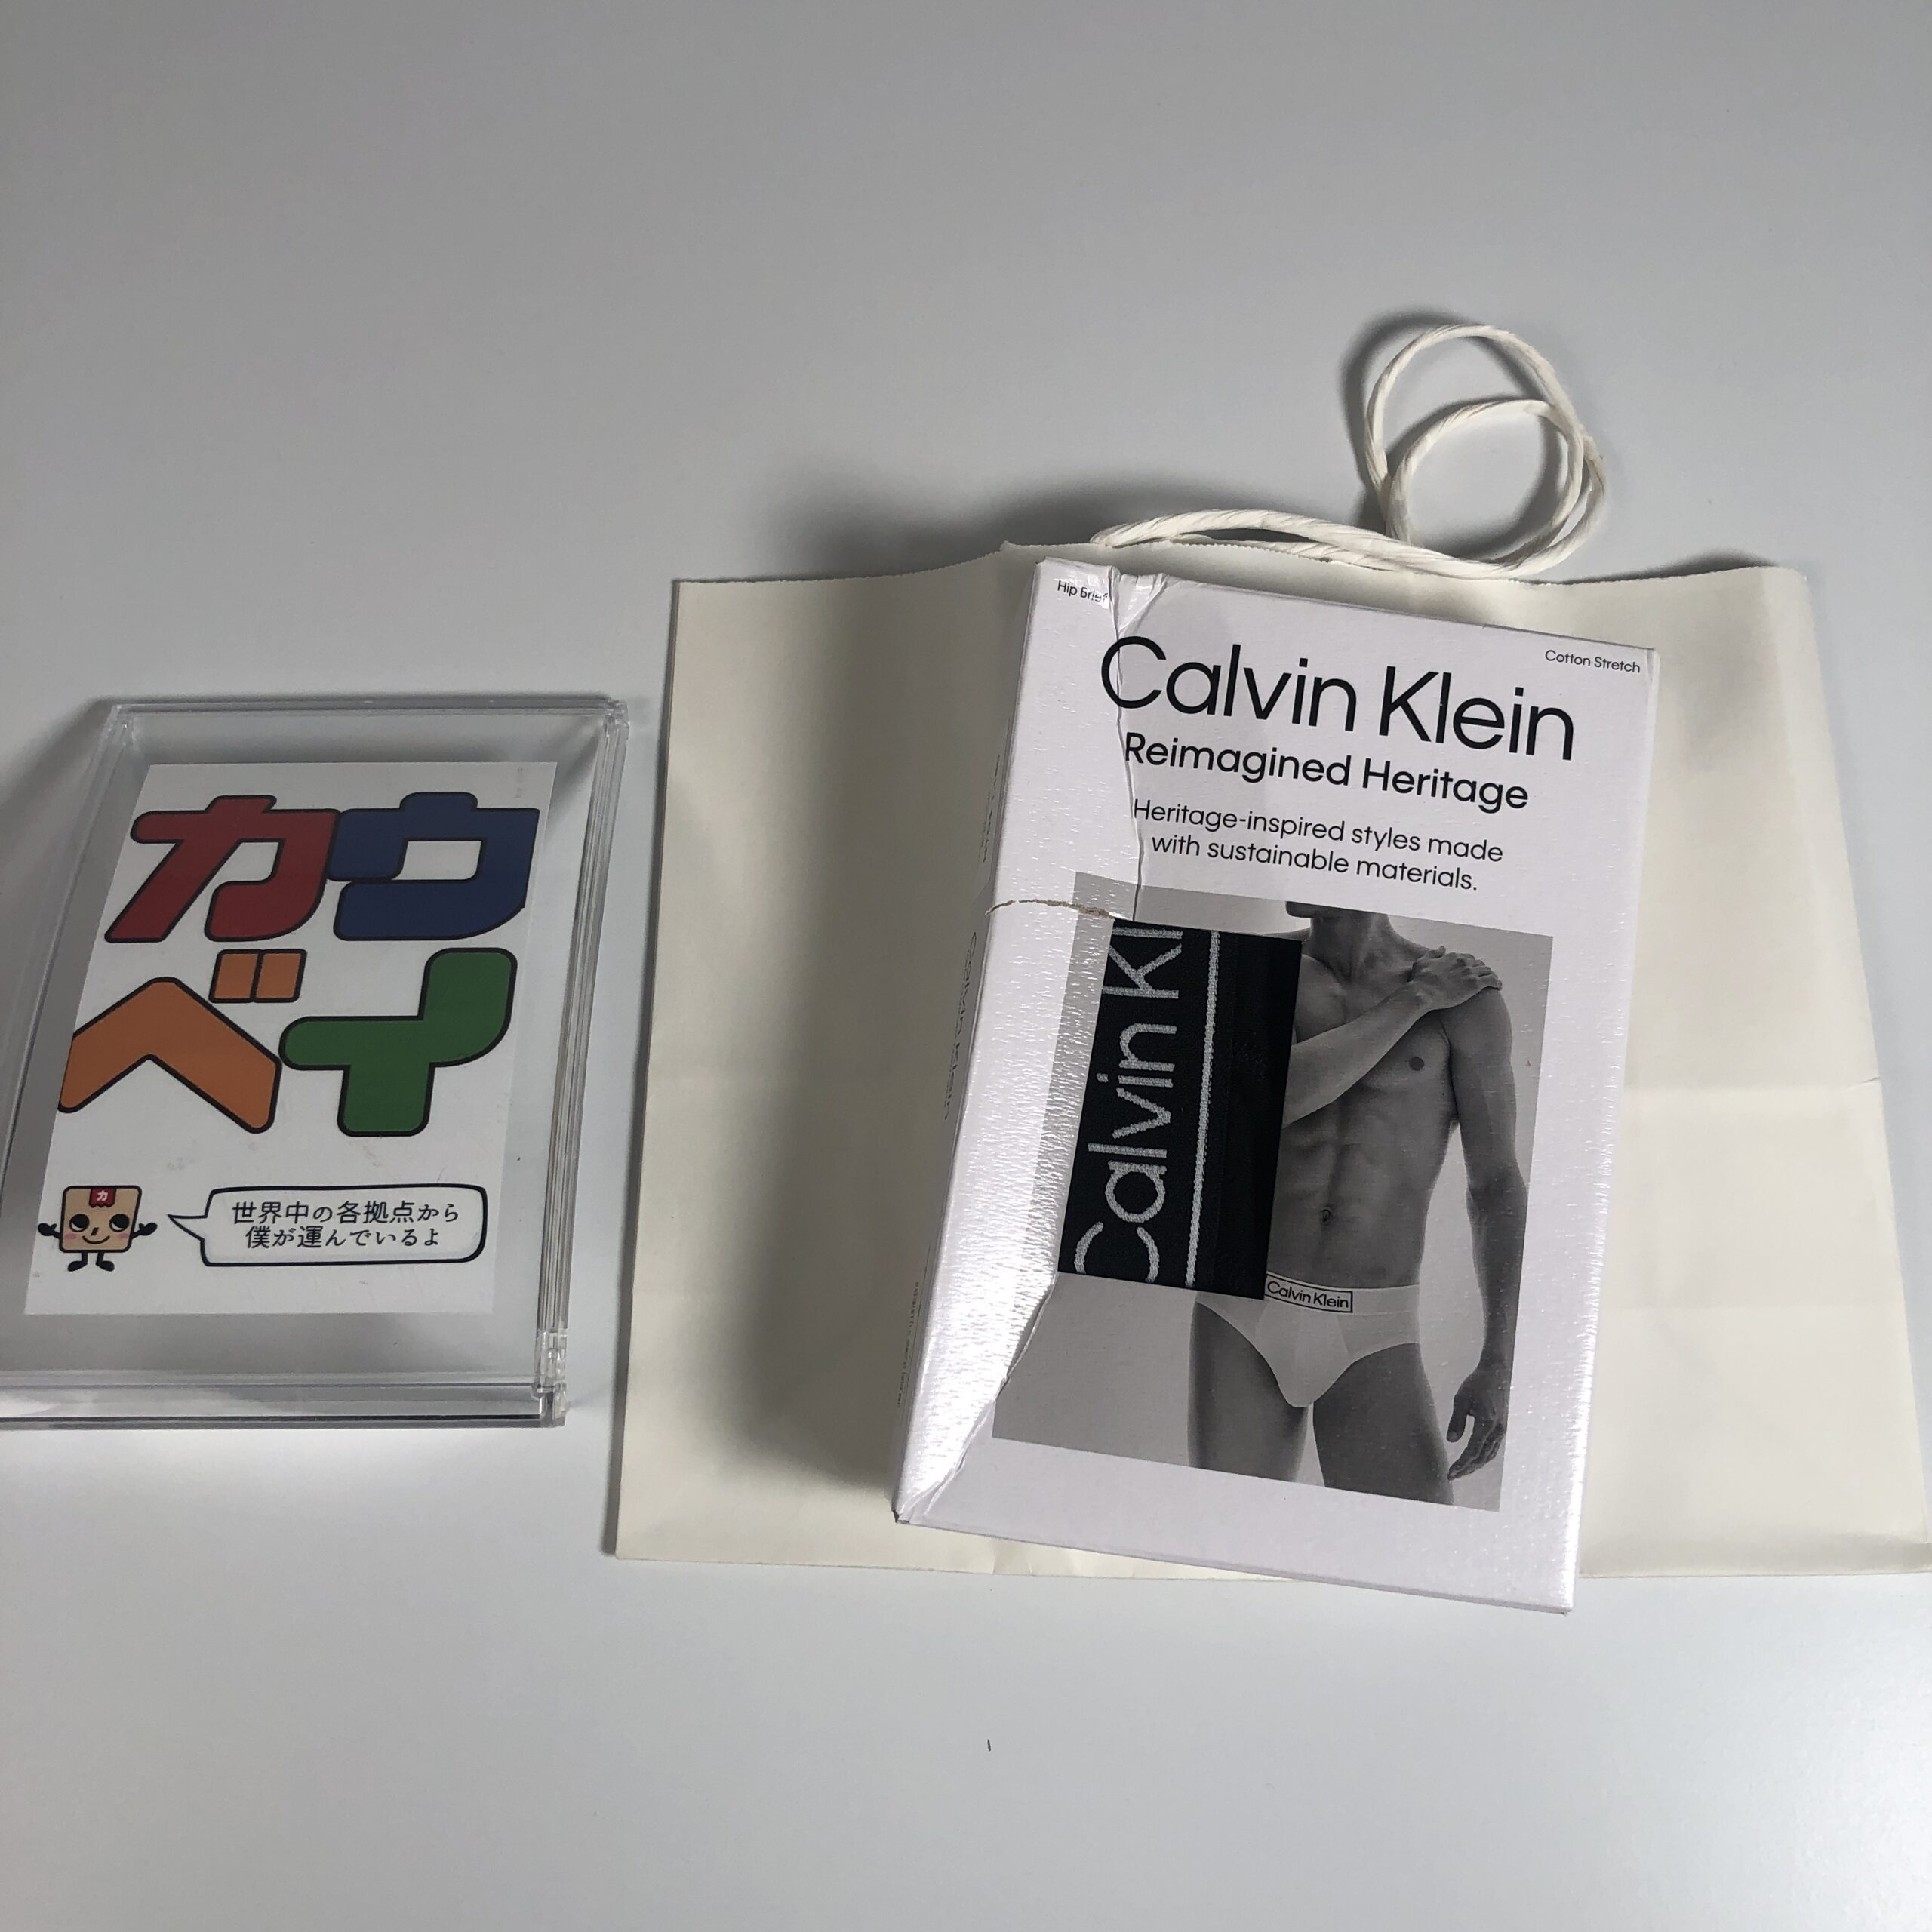 カウ
ベイ
カ
世界中の各拠点から
僕が運んでいるよ
Hip Brief
Cotton Stretch
Calvin Klein
Reimagined Heritage
Heritage-inspired styles made
with sustainable materials.
Calvin Kl
Calvin Klein
Calvin Klein